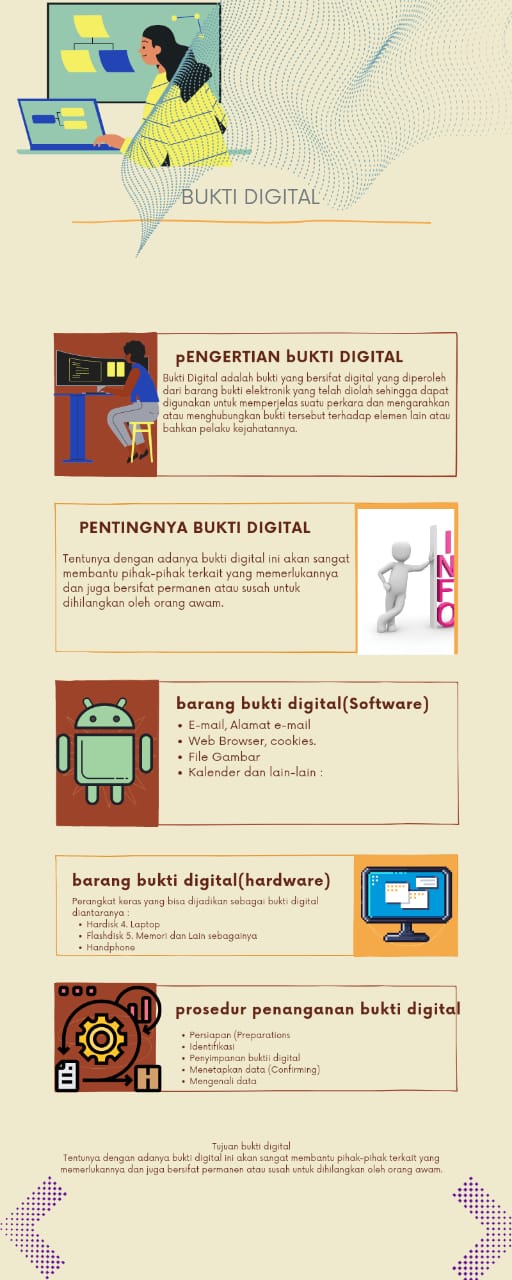 BUKTI DIGITAL
pENGERTIAN bUKTI DIGITAL
Bukti Digital adalah bukti yang bersifat digital yang diperoleh
dari barang bukti elektronik yang telah diolah sehingga dapat
digunakan untuk memperjelas suatu perkara dan mengarahkan
atau menghubungkan bukti tersebut terhadap elemen lain atau
bahkan pelaku kejahatannya.
PENTINGNYA BUKTI DIGITAL
Tentunya dengan adanya bukti digital ini akan sangat
membantu pihak-pihak terkait yang memerlukannya
dan juga bersifat permanen atau susah untuk
dihilangkan oleh orang awam.
INFO
barang bukti digital(Software)
• E-mail, Alamat e-mail
• Web Browser, cookies.
• File Gambar
• Kalender dan lain-lain :
barang bukti digital(hardware)
Perangkat keras yang bisa dijadikan sebagai bukti digital
diantaranya :
• Hardisk 4. Laptop
• Flashdisk 5. Memori dan Lain sebagainya
• Handphone
prosedur penanganan bukti digital
• Persiapan (Preparations
• Identifikasi
• Penyimpanan buktii digital
• Menetapkan data (Confirming)
• Mengenali data
Tujuan bukti digital
Tentunya dengan adanya bukti digital ini akan sangat membantu pihak-pihak terkait yang
memerlukannya dan juga bersifat permanen atau susah untuk dihilangkan oleh orang awam.